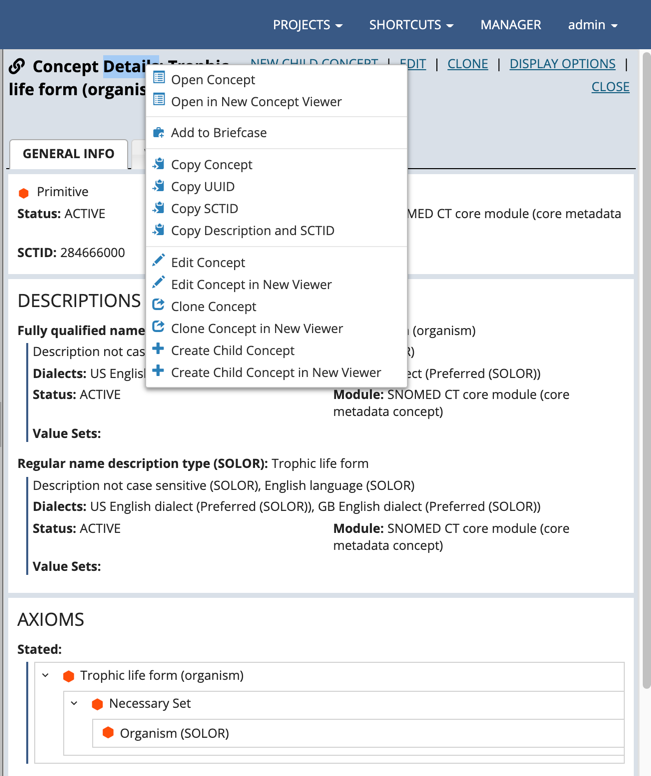 PROJECTS SHORTCUTS MANAGER admin
Concept Details: Trophic
life form (organis
NEW CHILD CONCEPT | EDIT | CLONE | DISPLAY OPTIONS |
CLOSE
GENERAL INFO
Open Concept
Open in New Concept Viewer
Add to Briefcase
Copy Concept
Copy UUID
Copy SCTID
Copy Description and SCTID
Edit Concept
Edit Concept in New Viewer
Clone Concept
Clone Concept in New Viewer
Create Child Concept
Create Child Concept in New Viewer
Primitive
Status: ACTIVE
MED CT core module (core metadata
SCTID: 284666000
DESCRIPTIONS
Fully qualified name
(organism)
Description not cas
R)
Dialects: US Englis
ct (Preferred (SOLOR))
Status: ACTIVE
Module: SNOMED CT core module (core
metadata concept)
Value Sets:
Regular name description type (SOLOR): Trophic life form
Description not case sensitive (SOLOR), English language (SOLOR)
Dialects: US English dialect (Preferred (SOLOR)), GB English dialect (Preferred (SOLOR))
Status: ACTIVE
Module: SNOMED CT core module (core
metadata concept)
Value Sets:
AXIOMS
Stated:
Trophic life form (organism)
Necessary Set
Organism (SOLOR)